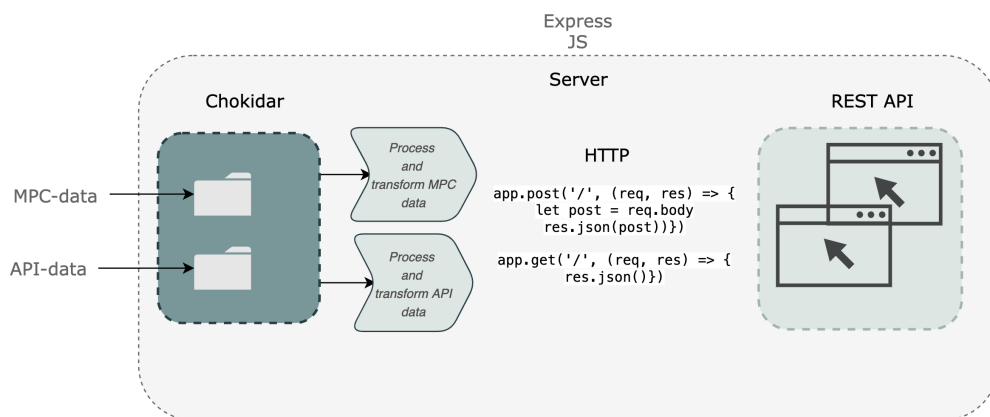 Express
JS
Server
Chokidar
REST API
MPC-data
API-data
Process
and
transform MPC
data
Process
and
transform API
data
HTTP
app.post('/', (req, res) => {
let post = req.body
res.json(post))})
app.get('/', (req, res) => {
res.json()})